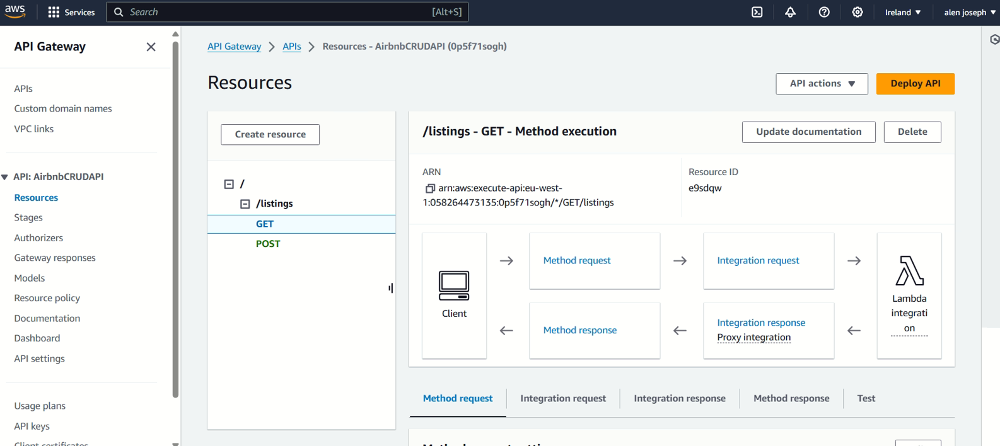 aws
Services
Search
[Alt+S]
Ireland
alen joseph
API Gateway
APIs
Custom domain names
VPC links
API: AirbnbCRUDAPI
Resources
Stages
Authorizers
Gateway responses
Models
Resource policy
Documentation
Dashboard
API settings
Usage plans
API keys
Client certificates
API Gateway
APIs
Resources - AirbnbCRUDAPI (0p5f71sogh)
Resources
API actions
Deploy API
Create resource
/
/listings
GET
POST
/listings - GET - Method execution
Update documentation
Delete
ARN
arn:aws:execute-api:eu-west-
1:058264473135:0p5f71sogh/*/GET/listings
Resource ID
e9sdqw
Client
Method request
Integration request
Method response
Integration response
Proxy integration
Lambda
integrati
on
Method request
Integration request
Integration response
Method response
Test